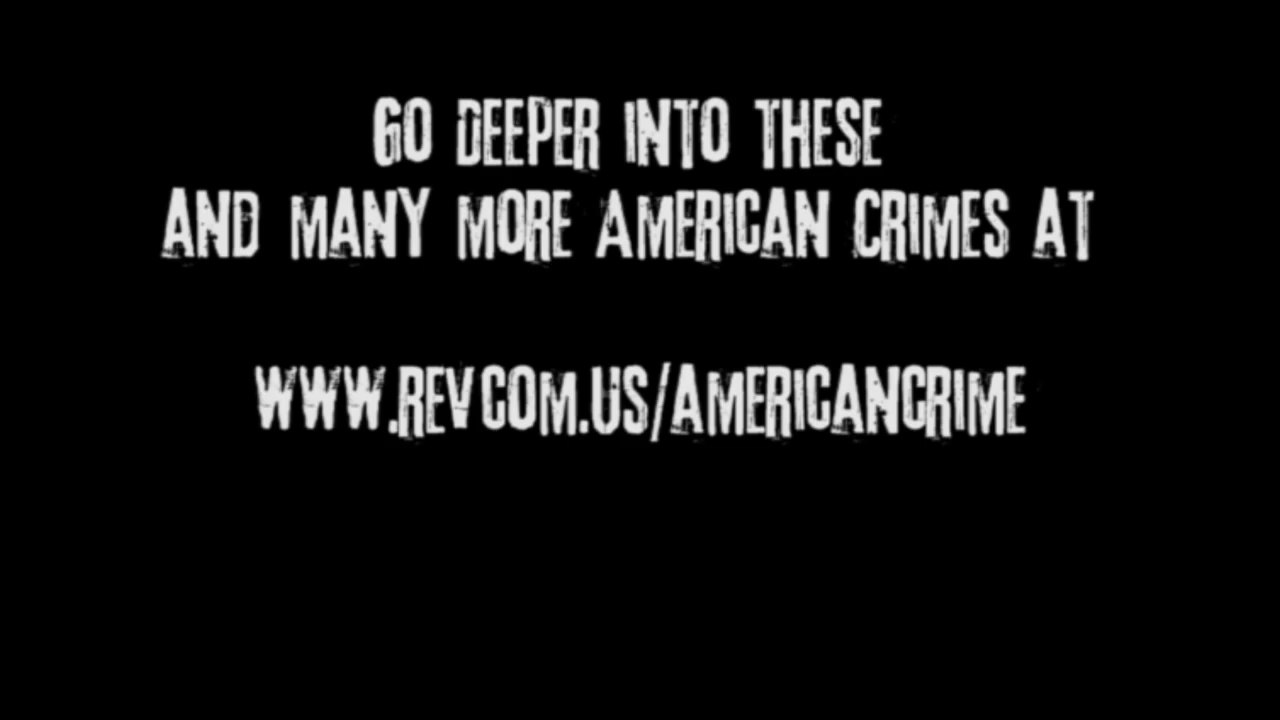 GO DEEPER INTO THESE
AND MANY MORE AMERICAN CRIMES AT
WWW.REVCOM.US/AMERICANCRIME